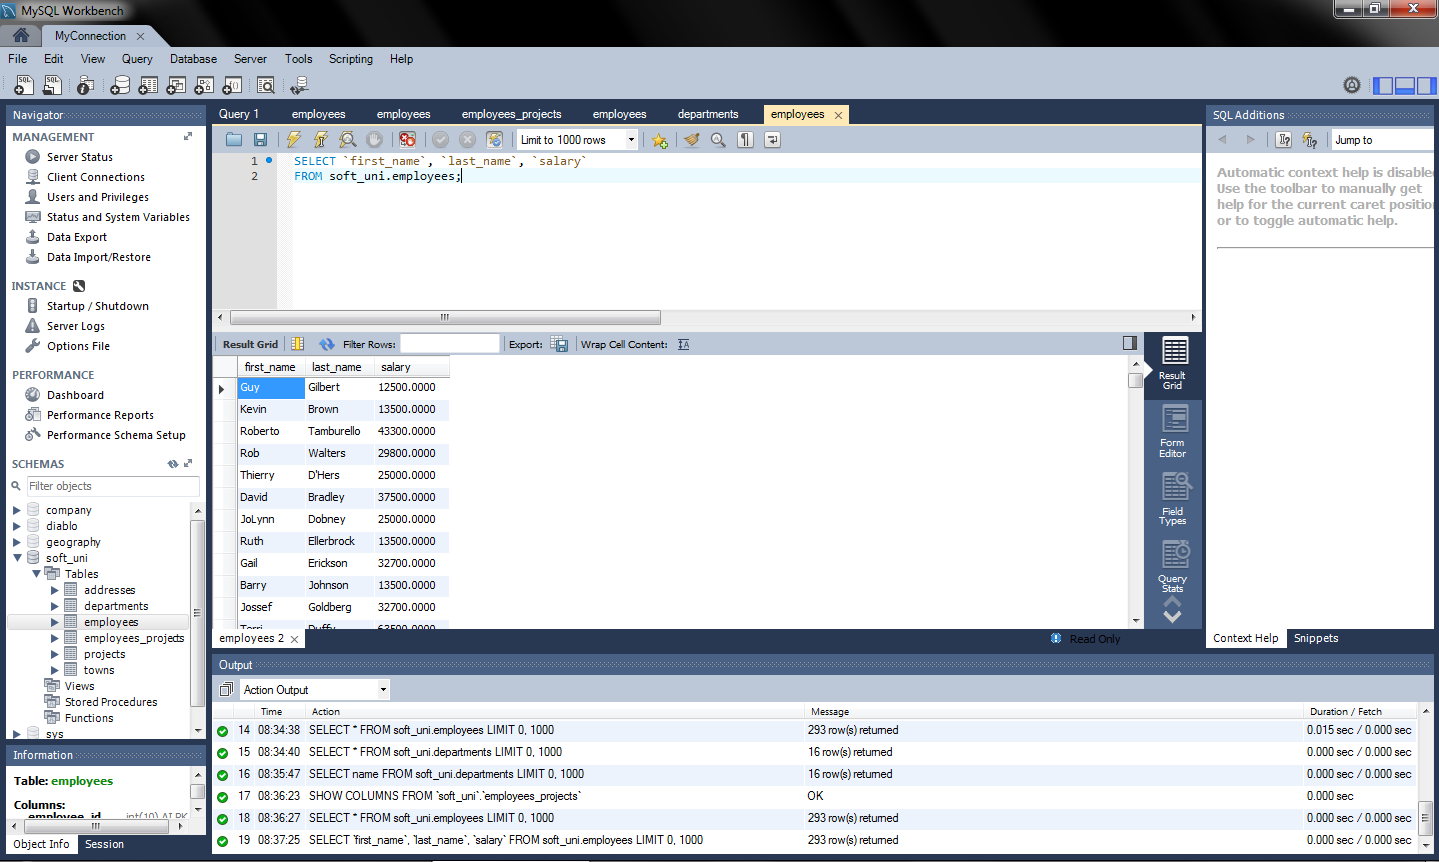 MySQL Workbench
MyConnection
File Edit View Query Database Server Tools Scripting Help
Navigator
MANAGEMENT
Server Status
Client Connections
Users and Privileges
Status and System Variables
Data Export
Data Import/Restore
INSTANCE
Startup / Shutdown
Server Logs
Options File
PERFORMANCE
Dashboard
Performance Reports
Performance Schema Setup
SCHEMAS
Filter objects
company
diablo
geography
soft_uni
Tables
addresses
departments
employees
employees_projects
projects
towns
Views
Stored Procedures
Functions
sys
Information
Table: employees
Columns:
employee_id int(10) AI PK
Object Info Session
Query 1 employees employees employees_projects employees departments employees
Limit to 1000 rows
1 SELECT `first_name`, `last_name`, `salary`
2 FROM soft_uni.employees;
Result Grid Filter Rows: Export: Wrap Cell Content:
first_name last_name salary
Guy Gilbert 12500.0000
Kevin Brown 13500.0000
Roberto Tamburello 43300.0000
Rob Walters 29800.0000
Thierry D'Hers 25000.0000
David Bradley 37500.0000
JoLynn Dobney 25000.0000
Ruth Ellerbrock 13500.0000
Gail Erickson 32700.0000
Barry Johnson 13500.0000
Jossef Goldberg 32700.0000
Terri Duffy 63500.0000
Result
Grid
Form
Editor
Field
Types
Query
Stats
employees 2 Read Only
SQL Additions
Jump to
Automatic context help is disabled
Use the toolbar to manually get
help for the current caret position
or to toggle automatic help.
Context Help Snippets
Output
Action Output
Time Action Message Duration / Fetch
14 08:34:38 SELECT * FROM soft_uni.employees LIMIT 0, 1000 293 row(s) returned 0.015 sec / 0.000 sec
15 08:34:40 SELECT * FROM soft_uni.departments LIMIT 0, 1000 16 row(s) returned 0.000 sec / 0.000 sec
16 08:35:47 SELECT name FROM soft_uni.departments LIMIT 0, 1000 16 row(s) returned 0.000 sec / 0.000 sec
17 08:36:23 SHOW COLUMNS FROM `soft_uni`.`employees_projects` OK 0.000 sec
18 08:36:27 SELECT * FROM soft_uni.employees LIMIT 0, 1000 293 row(s) returned 0.000 sec / 0.000 sec
19 08:37:25 SELECT `first_name`, `last_name`, `salary` FROM soft_uni.employees LIMIT 0, 1000 293 row(s) returned 0.000 sec / 0.000 sec